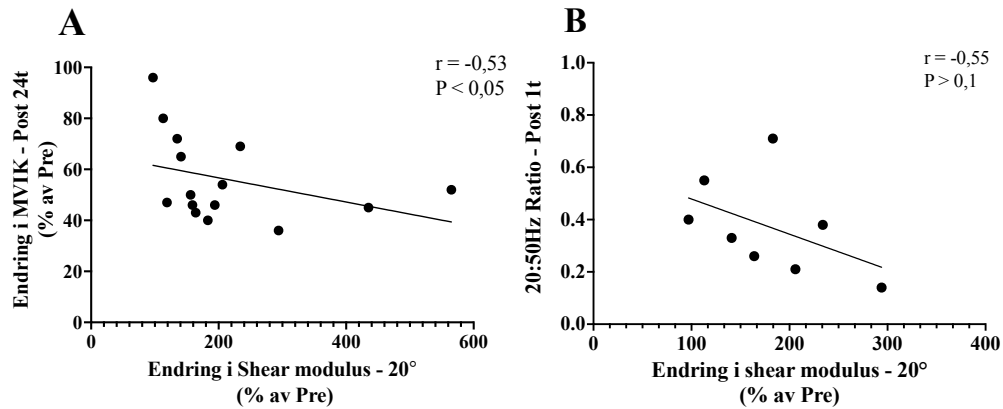 A
r = -0,53
P < 0,05
Endring i MVIK - Post 24t
(% av Pre)
100
80
60
40
20
0
0
200
400
600
Endring i Shear modulus - 20°
(% av Pre)
B
r = -0,55
P > 0,1
20:50Hz Ratio - Post 1t
1.0
0.8
0.6
0.4
0.2
0.0
0
100
200
300
400
Endring i shear modulus - 20°
(% av Pre)